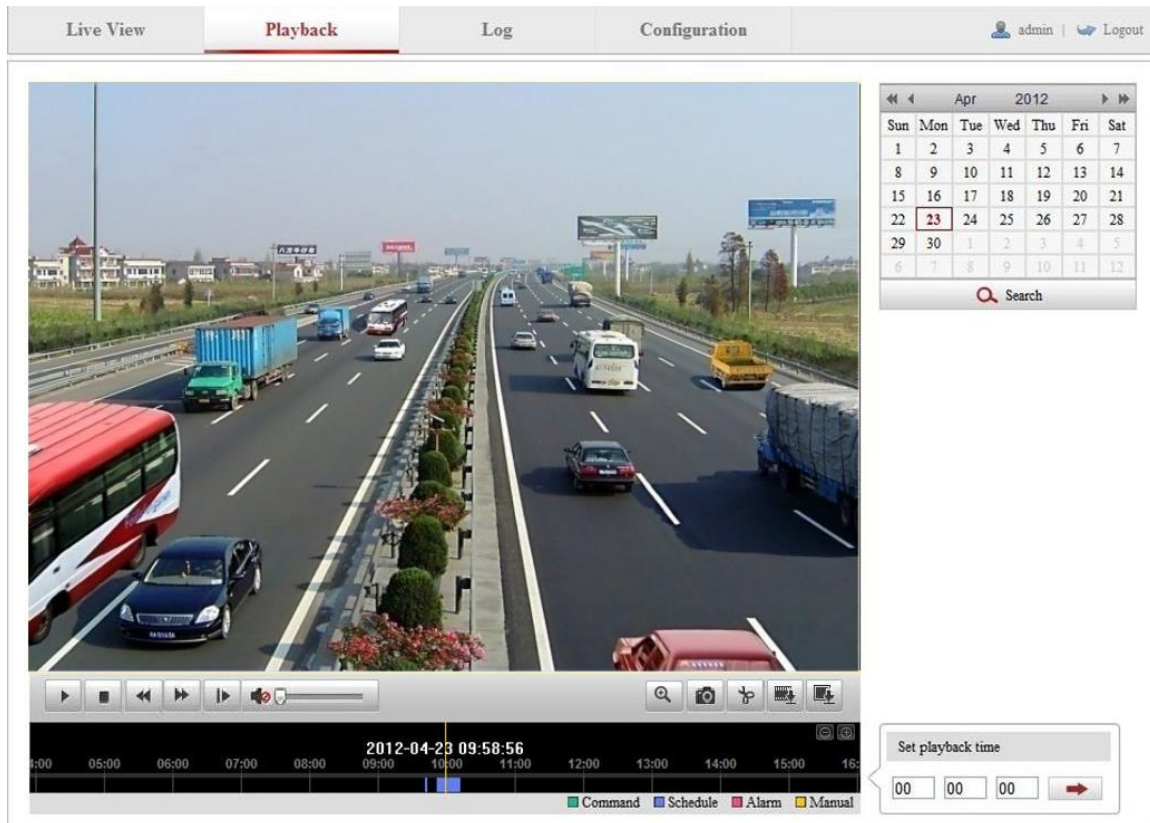 Live View
Playback
Log
Configuration
admin | Logout
Apr 2012
Sun Mon Tue Wed Thu Fri Sat
1 2 3 4 5 6 7
8 9 10 11 12 13 14
15 16 17 18 19 20 21
22 23 24 25 26 27 28
29 30 1 2 3 4 5
6 7 8 9 10 11 12
Search
2012-04-23 09:58:56
4:00 05:00 06:00 07:00 08:00 09:00 10:00 11:00 12:00 13:00 14:00 15:00 16:
Command Schedule Alarm Manual
Set playback time
00 00 00